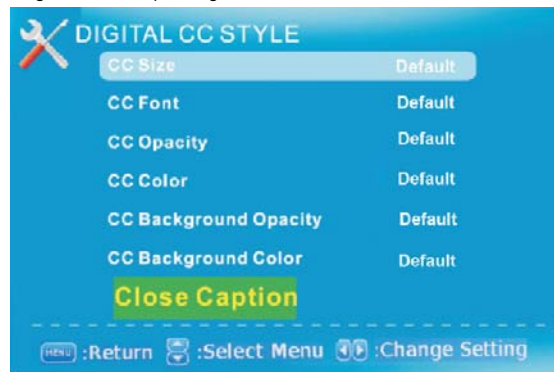 DIGITAL CC STYLE
CC Size Default
CC Font Default
CC Opacity Default
CC Color Default
CC Background Opacity Default
CC Background Color Default
Close Caption
MENU :Return :Select Menu :Change Setting